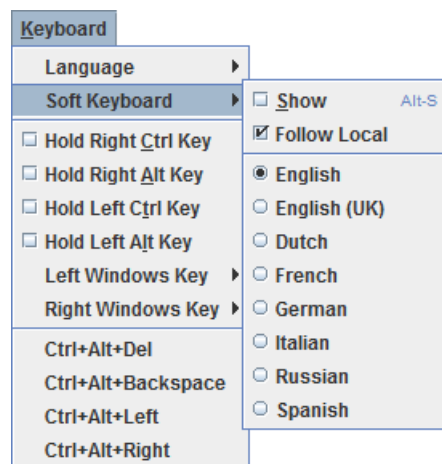 Keyboard
Language
Soft Keyboard
Hold Right Ctrl Key
Hold Right Alt Key
Hold Left Ctrl Key
Hold Left Alt Key
Left Windows Key
Right Windows Key
Ctrl+Alt+Del
Ctrl+Alt+Backspace
Ctrl+Alt+Left
Ctrl+Alt+Right
Show Alt-S
Follow Local
English
English (UK)
Dutch
French
German
Italian
Russian
Spanish